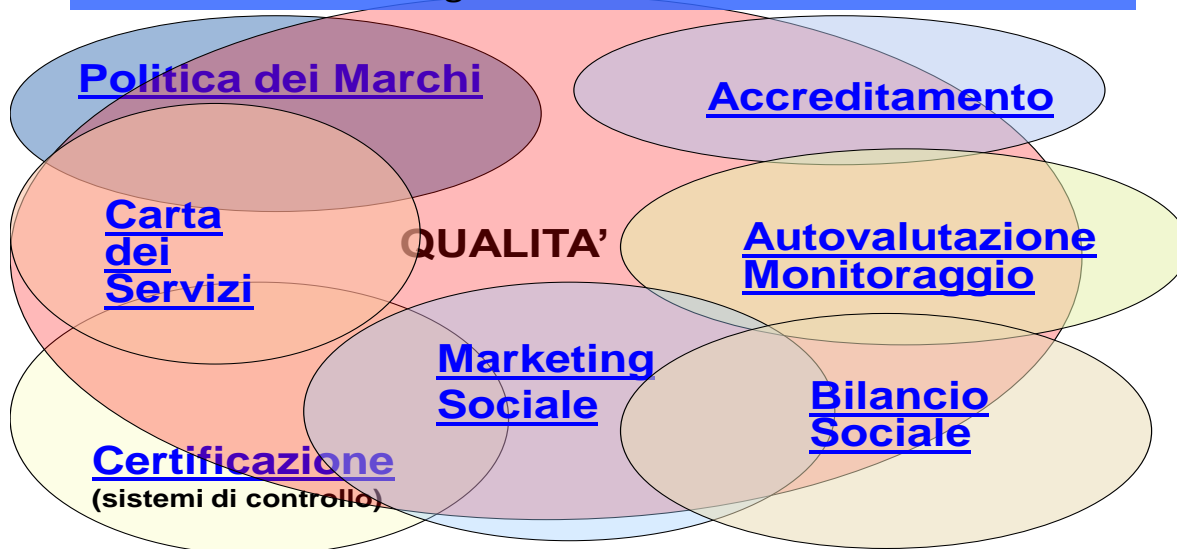 Politica dei Marchi
Accreditamento
Carta
dei
Servizi
QUALITA’
Autovalutazione
Monitoraggio
Marketing
Sociale
Bilancio
Sociale
Certificazione
(sistemi di controllo)